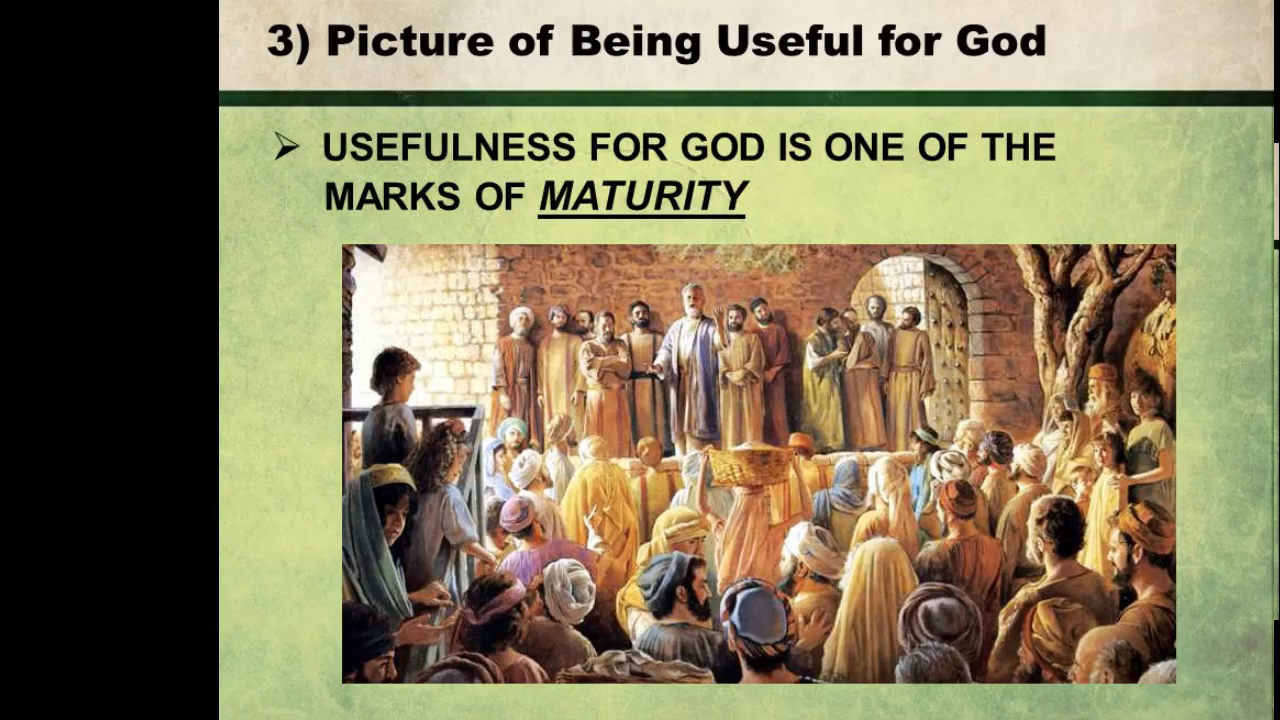 3) Picture of Being Useful for God
➢ USEFULNESS FOR GOD IS ONE OF THE
MARKS OF MATURITY